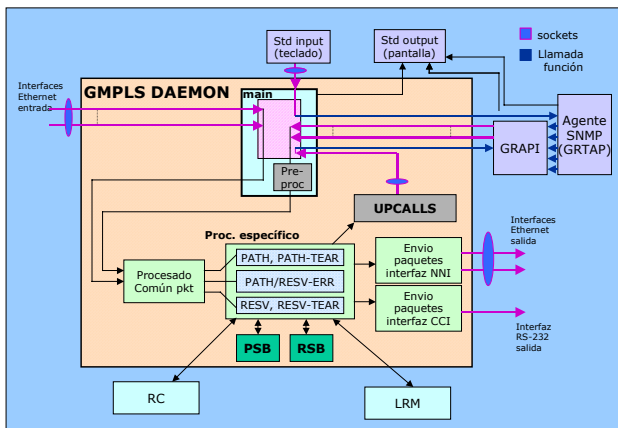 Std input
(teclado)
Std output
(pantalla)
sockets
Llamada
función
Interfaces
Ethernet
entrada
GMPLS DAEMON
main
Agente
SNMP
(GRTAP)
GRAPI
Pre-
proc
UPCALLS
Interfaces
Ethernet
salida
Proc. específico
PATH, PATH-TEAR
PATH/RESV-ERR
RESV, RESV-TEAR
Procesado
Común pkt
Envio
paquetes
interfaz NNI
Envio
paquetes
interfaz CCI
PSB
RSB
Interfaz
RS-232
salida
RC
LRM